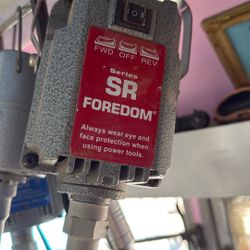 FWD OFF REV
Series
SR
FOREDOM®
Always wear eye and
face protection when
using power tools.